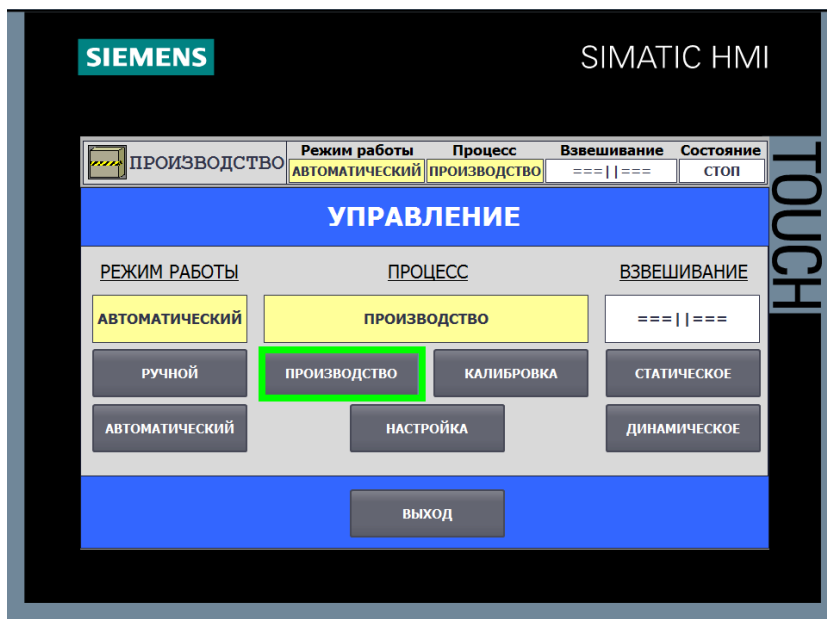 SIEMENS
SIMATIC HMI
TOUCH
ПРОИЗВОДСТВО
Режим работы Процесс Взвешивание Состояние
АВТОМАТИЧЕСКИЙ ПРОИЗВОДСТВО ===||=== СТОП
УПРАВЛЕНИЕ
РЕЖИМ РАБОТЫ ПРОЦЕСС ВЗВЕШИВАНИЕ
АВТОМАТИЧЕСКИЙ ПРОИЗВОДСТВО ===||===
РУЧНОЙ ПРОИЗВОДСТВО КАЛИБРОВКА СТАТИЧЕСКОЕ
АВТОМАТИЧЕСКИЙ НАСТРОЙКА ДИНАМИЧЕСКОЕ
ВЫХОД